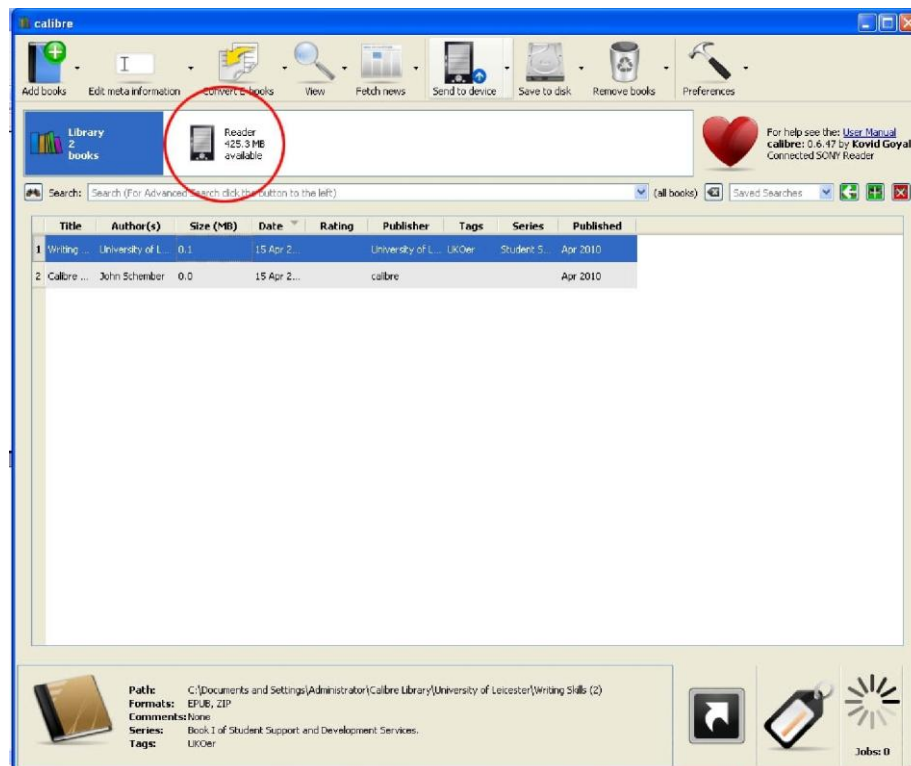 calibre
Add books Edit meta information Convert E-books View Fetch news Send to device Save to disk Remove books Preferences
Library
2
books
Reader
425.3 MB
available
For help see the: User Manual
calibre: 0.6.47 by Kovid Goyal
Connected SONY Reader
Search: Search (For Advanced Search click the button to the left) (all books) Saved Searches
Title Author(s) Size (MB) Date Rating Publisher Tags Series Published
1 Writing ... University of L... 0.1 15 Apr 2... University of L... UKOer Student S... Apr 2010
2 Calibre ... John Schember 0.0 15 Apr 2... calibre Apr 2010
Path: C:\Documents and Settings\Administrator\Calibre Library\University of Leicester\Writing Skills (2)
Formats: EPUB, ZIP
Comments: None
Series: Book I of Student Support and Development Services.
Tags: UKOer
Jobs: 0